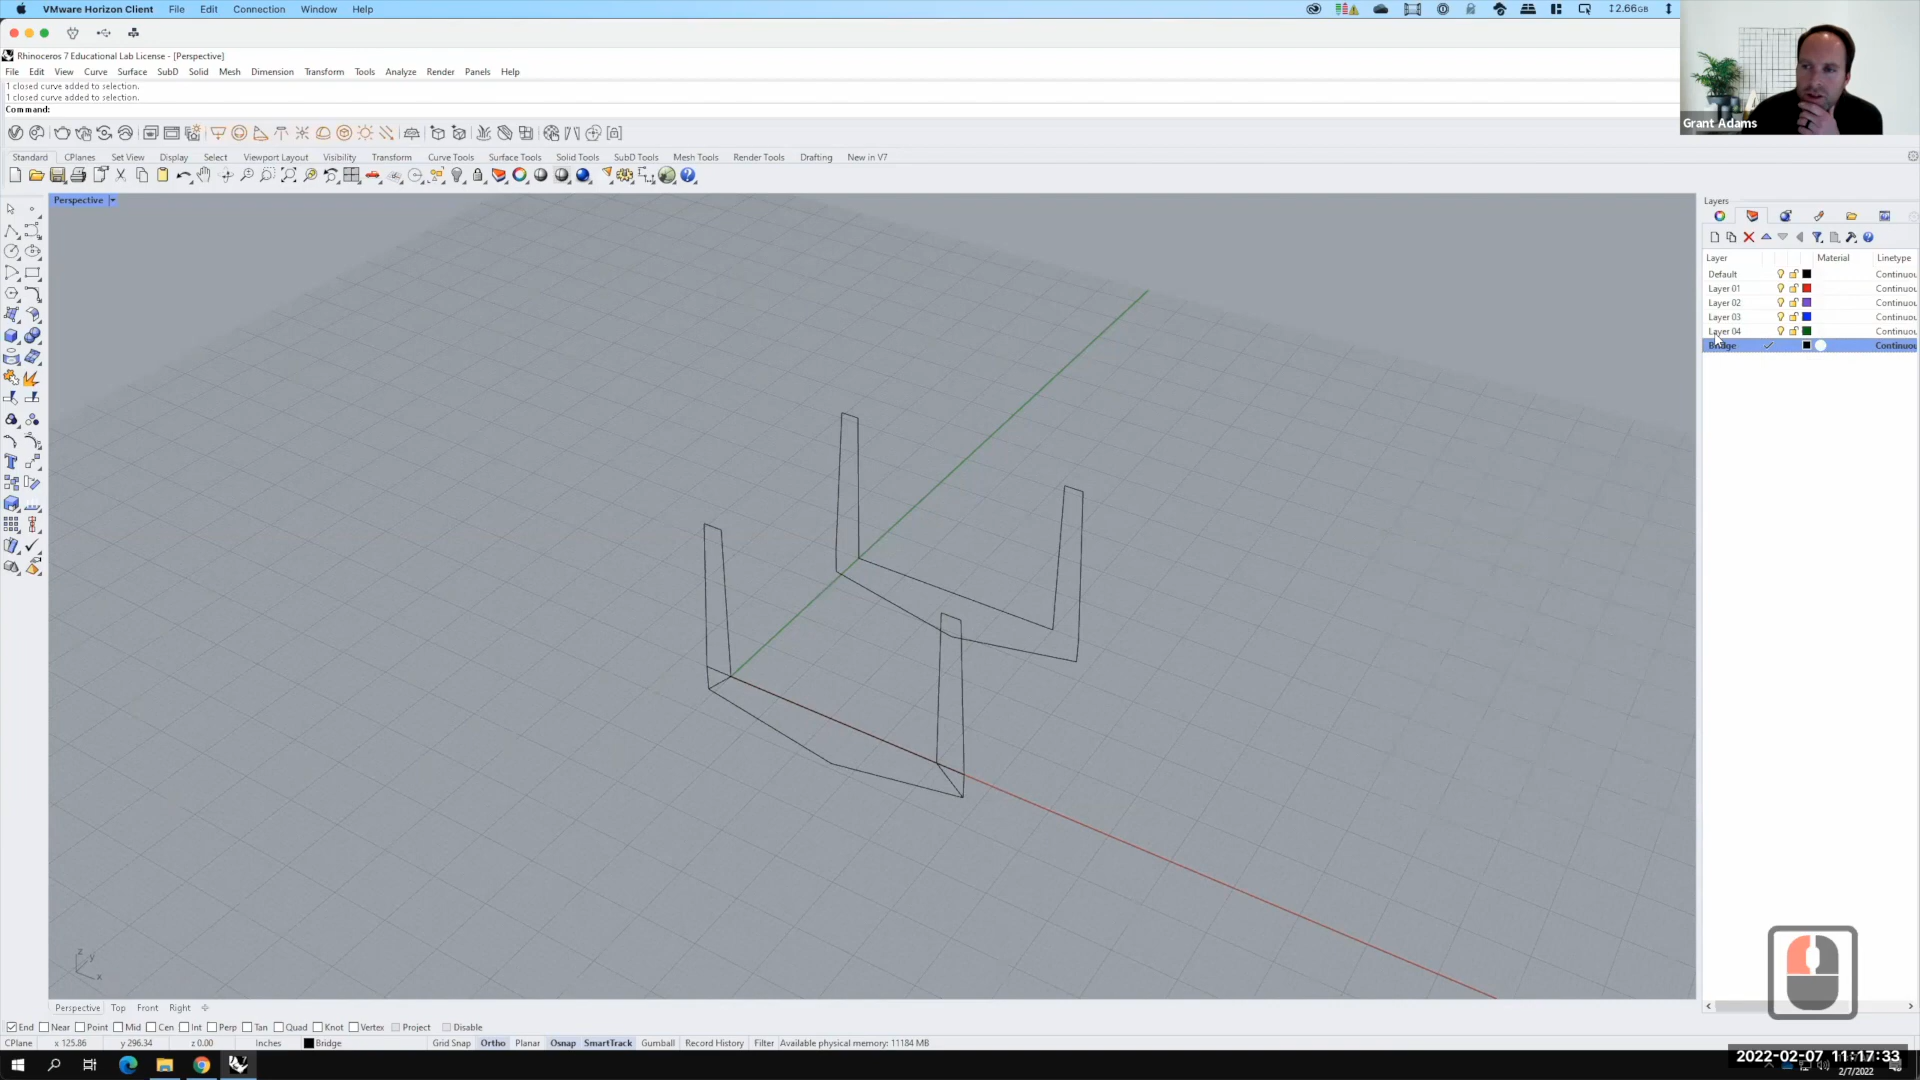 VMware Horizon Client File Edit Connection Window Help
2.66GB
Rhinoceros 7 Educational Lab License - [Perspective]
File Edit View Curve Surface SubD Solid Mesh Dimension Transform Tools Analyze Render Panels Help
1 closed curve added to selection.
1 closed curve added to selection.
Command:
Grant Adams
Standard CPlanes Set View Display Select Viewport Layout Visibility Transform Curve Tools Surface Tools Solid Tools SubD Tools Mesh Tools Render Tools Drafting New in V7
Perspective
Layers
Layer Material Linetype
Default Continuou
Layer 01 Continuou
Layer 02 Continuou
Layer 03 Continuou
Layer 04 Continuou
Bridge Continuou
z y x
Perspective Top Front Right
End Near Point Mid Cen Int Perp Tan Quad Knot Vertex Project Disable
CPlane x 125.86 y 296.34 z 0.00 Inches Bridge Grid Snap Ortho Planar Osnap SmartTrack Gumball Record History Filter Available physical memory: 11184 MB
2022-02-07 11:17:33
2/7/2022